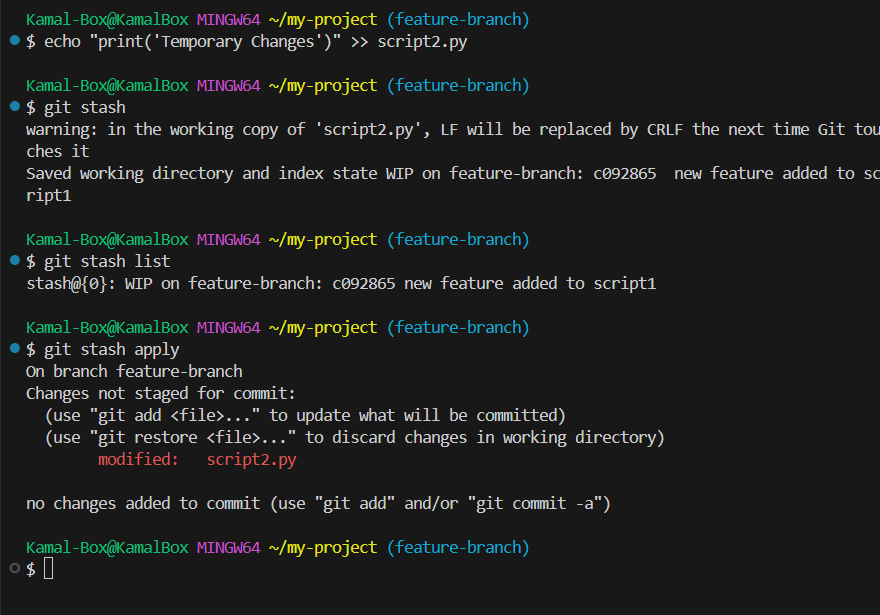 Kamal-Box@KamalBox MINGW64 ~/my-project (feature-branch)
$ echo "print('Temporary Changes')" >> script2.py
Kamal-Box@KamalBox MINGW64 ~/my-project (feature-branch)
$ git stash
warning: in the working copy of 'script2.py', LF will be replaced by CRLF the next time Git tou
ches it
Saved working directory and index state WIP on feature-branch: c092865  new feature added to sc
ript1
Kamal-Box@KamalBox MINGW64 ~/my-project (feature-branch)
$ git stash list
stash@{0}: WIP on feature-branch: c092865 new feature added to script1
Kamal-Box@KamalBox MINGW64 ~/my-project (feature-branch)
$ git stash apply
On branch feature-branch
Changes not staged for commit:
  (use "git add <file>..." to update what will be committed)
  (use "git restore <file>..." to discard changes in working directory)
        modified:   script2.py
no changes added to commit (use "git add" and/or "git commit -a")
Kamal-Box@KamalBox MINGW64 ~/my-project (feature-branch)
$